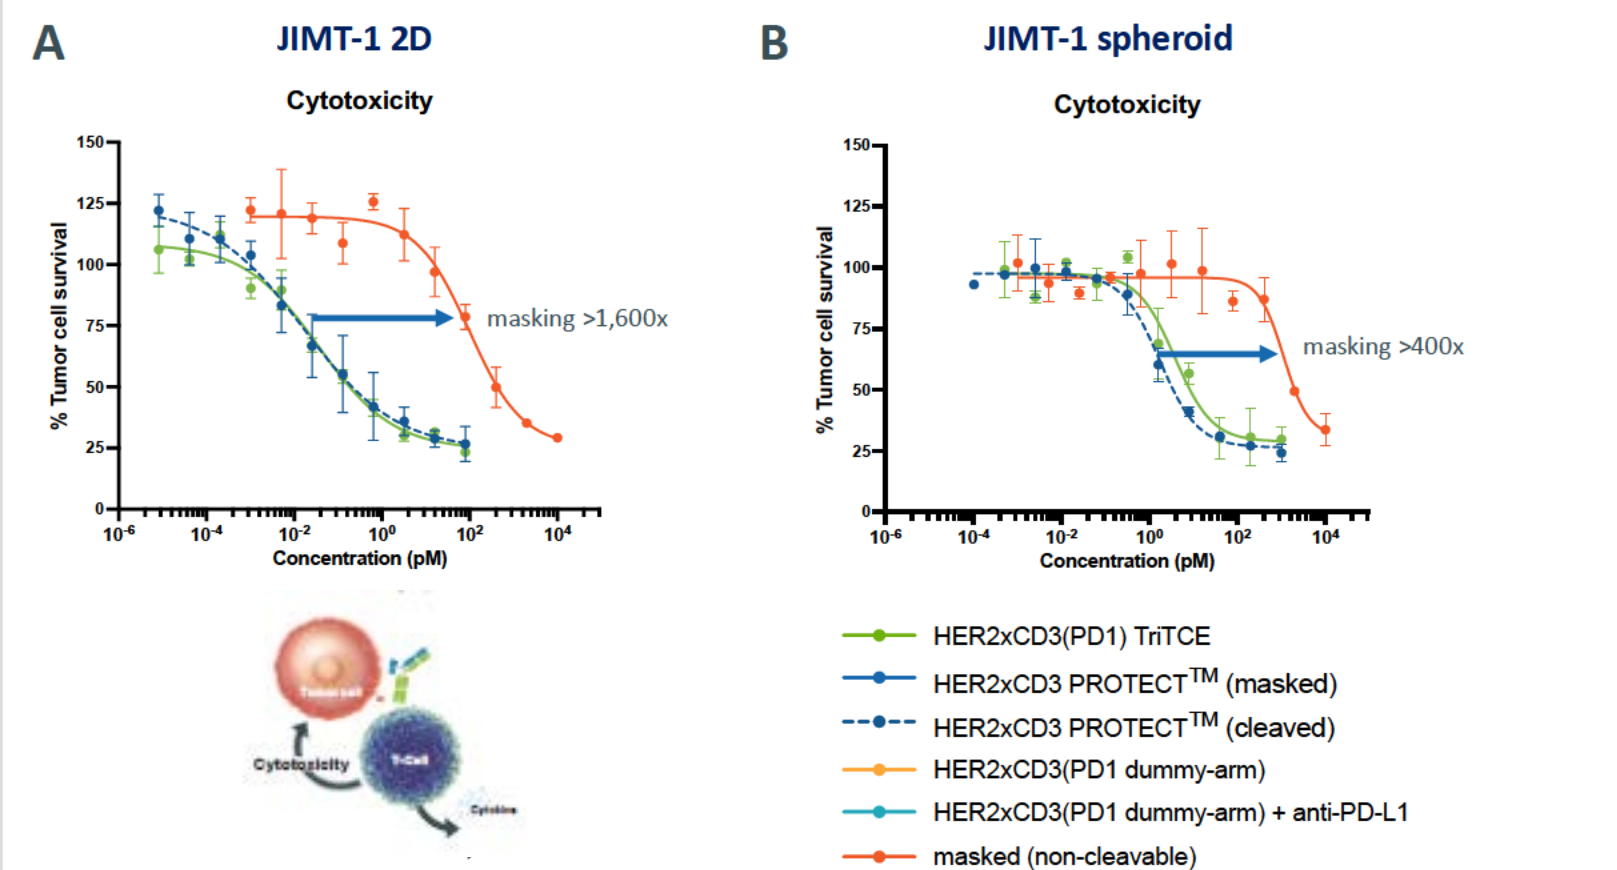 A
JIMT-1 2D
Cytotoxicity
150
125
100
75
50
25
0
% Tumor cell survival
masking >1,600x
10-6
10-4
10-2
100
102
104
Concentration (pM)
Tumor cell
T-Cell
Cytotoxicity
Cytokine
B
JIMT-1 spheroid
Cytotoxicity
150
125
100
75
50
25
0
% Tumor cell survival
masking >400x
10-6
10-4
10-2
100
102
104
Concentration (pM)
HER2xCD3(PD1) TriTCE
HER2xCD3 PROTECT™ (masked)
HER2xCD3 PROTECT™ (cleaved)
HER2xCD3(PD1 dummy-arm)
HER2xCD3(PD1 dummy-arm) + anti-PD-L1
masked (non-cleavable)